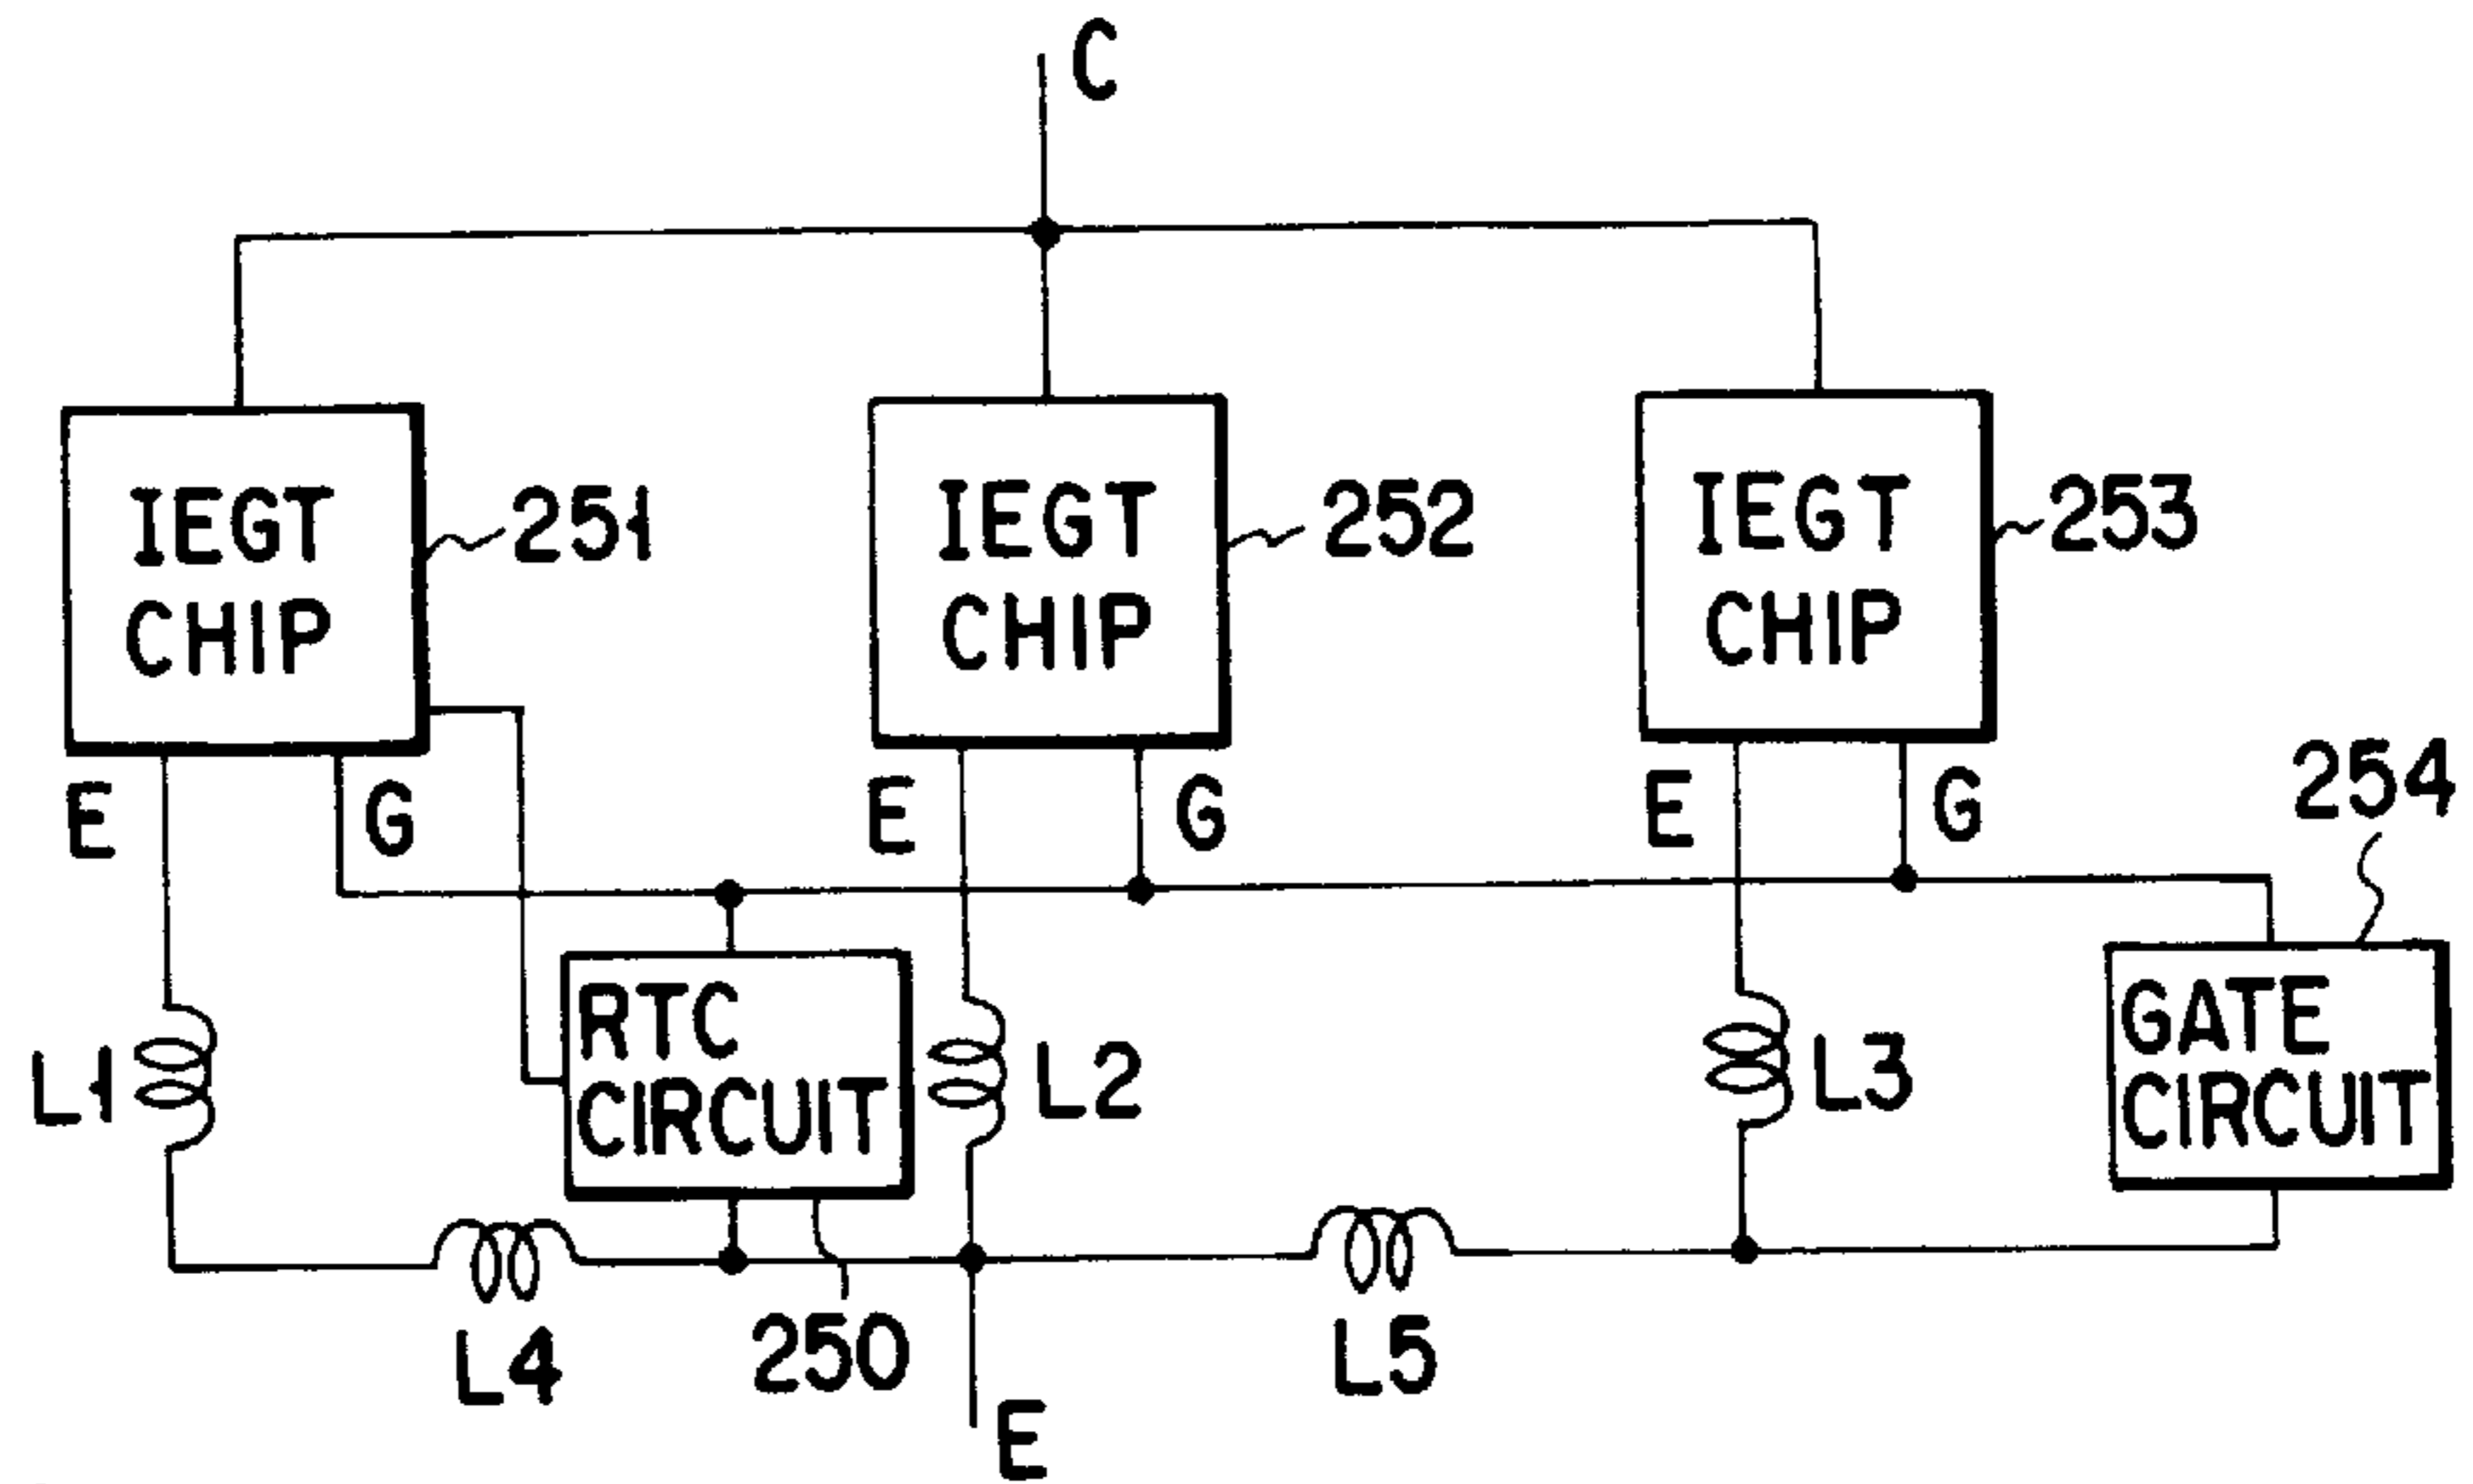 C
IEGT
CHIP
251
IEGT
CHIP
252
IEGT
CHIP
253
E
G
E
G
E
G
254
L1
RTC
CIRCUIT
L2
L3
GATE
CIRCUIT
L4
250
L5
E